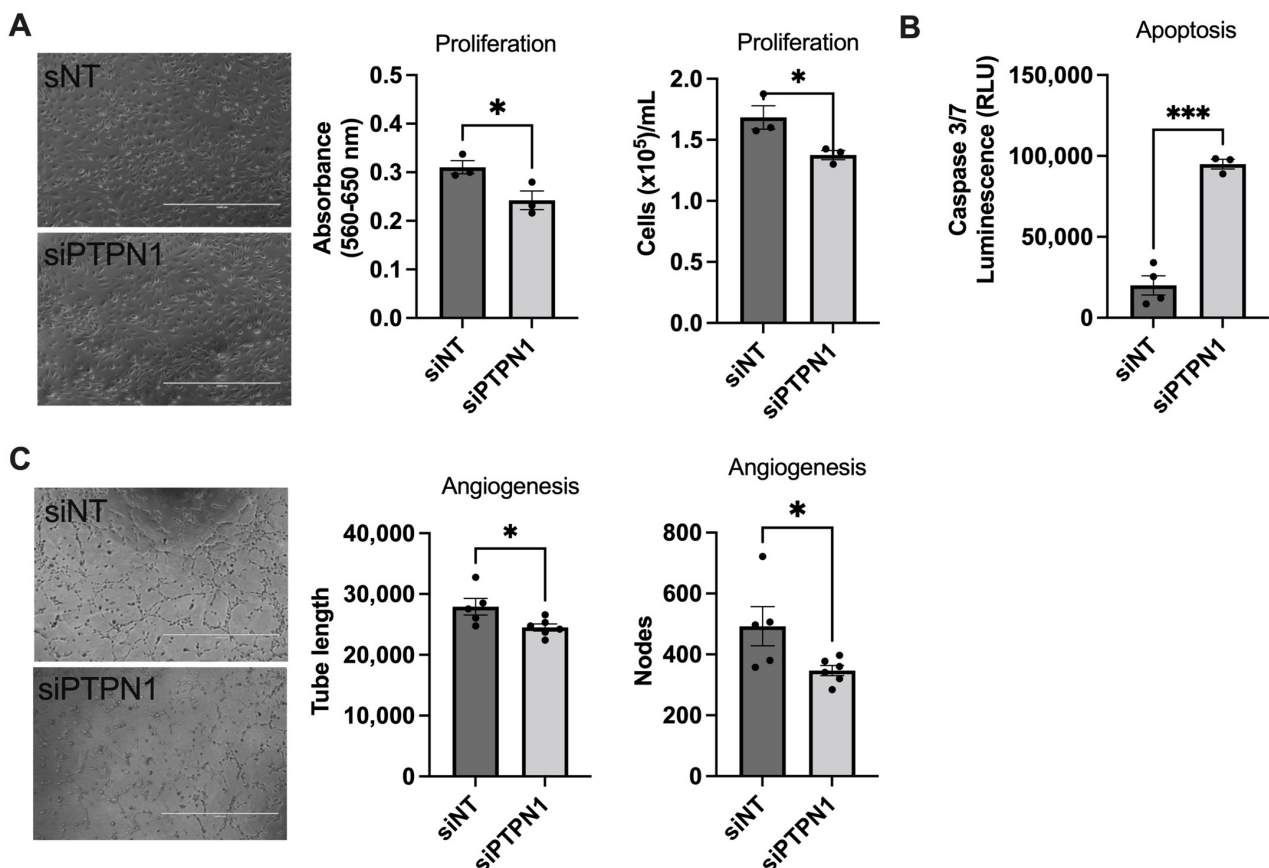 A
sNT
siPTPN1
Proliferation
Absorbance
(560-650 nm)
0.5
0.4
0.3
0.2
0.1
0.0
*
siNT
siPTPN1
Proliferation
Cells (x10⁵)/mL
2.0
1.5
1.0
0.5
0.0
*
siNT
siPTPN1
B
Apoptosis
Caspase 3/7
Luminescence (RLU)
150,000
100,000
50,000
0
***
siNT
siPTPN1
C
siNT
siPTPN1
Angiogenesis
Tube length
40,000
30,000
20,000
10,000
0
*
siNT
siPTPN1
Angiogenesis
Nodes
800
600
400
200
0
*
siNT
siPTPN1